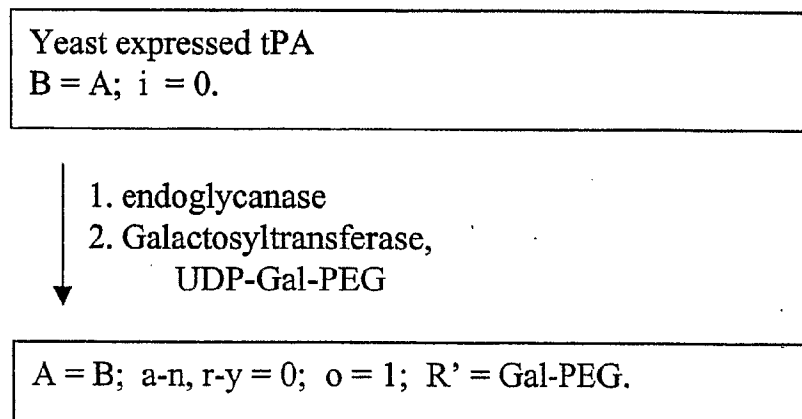 Yeast expressed tPA
B = A; i = 0.
1. endoglycanase
2. Galactosyltransferase,
UDP-Gal-PEG
A = B; a-n, r-y = 0; o = 1; R' = Gal-PEG.